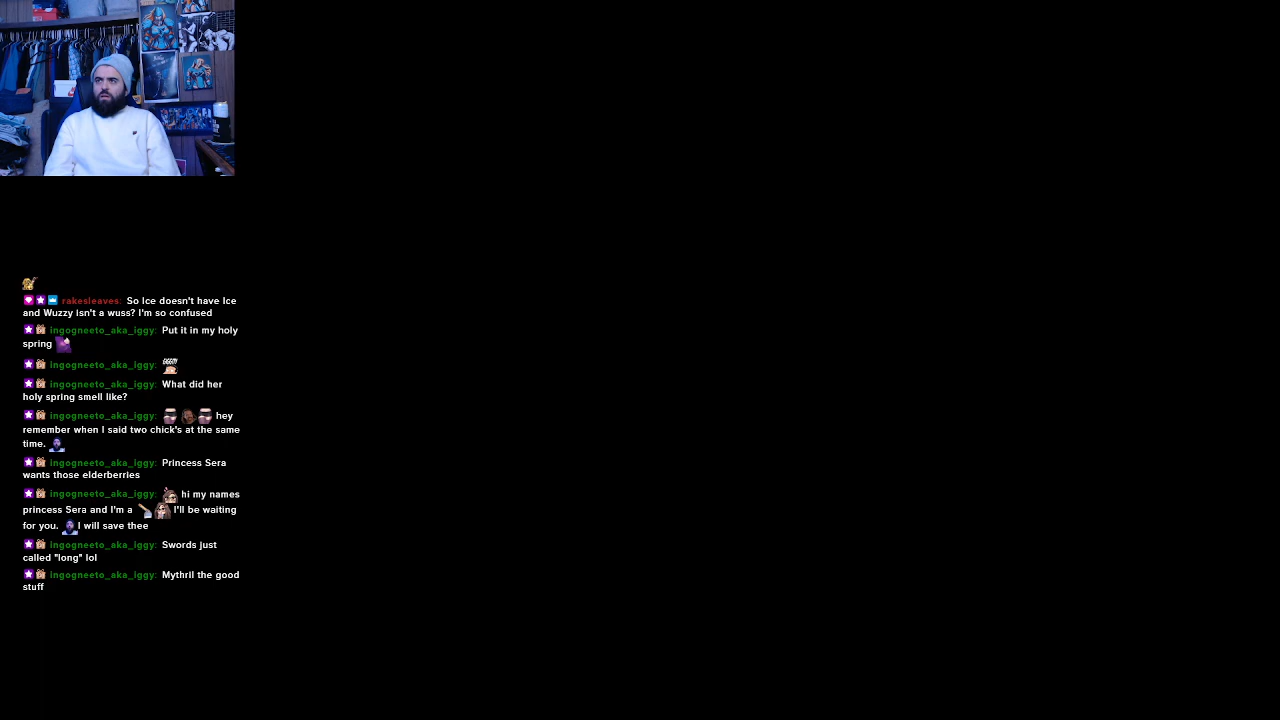 rakesleaves: So Ice doesn't have Ice
and Wuzzy isn't a wuss? I'm so confused
ingogneeto_aka_iggy: Put it in my holy
spring
ingogneeto_aka_iggy:
ingogneeto_aka_iggy: What did her
holy spring smell like?
ingogneeto_aka_iggy: hey
remember when I said two chick's at the same
time.
ingogneeto_aka_iggy: Princess Sera
wants those elderberries
ingogneeto_aka_iggy: hi my names
princess Sera and I'm a I'll be waiting
for you. I will save thee
ingogneeto_aka_iggy: Swords just
called "long" lol
ingogneeto_aka_iggy: Mythril the good
stuff